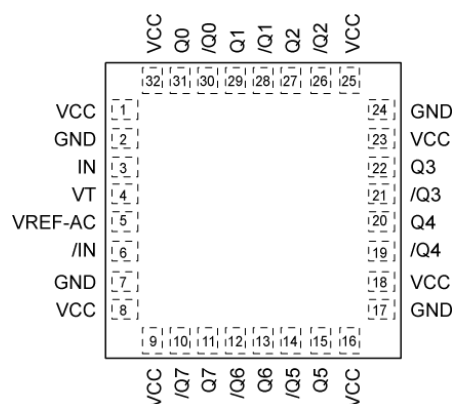 VCC Q0 /Q0 Q1 /Q1 Q2 /Q2 VCC
32 31 30 29 28 27 26 25
VCC 1 24 GND
GND 2 23 VCC
IN 3 22 Q3
VT 4 21 /Q3
VREF-AC 5 20 Q4
/IN 6 19 /Q4
GND 7 18 VCC
VCC 8 17 GND
9 10 11 12 13 14 15 16
VCC /Q7 Q7 /Q6 Q6 /Q5 Q5 VCC